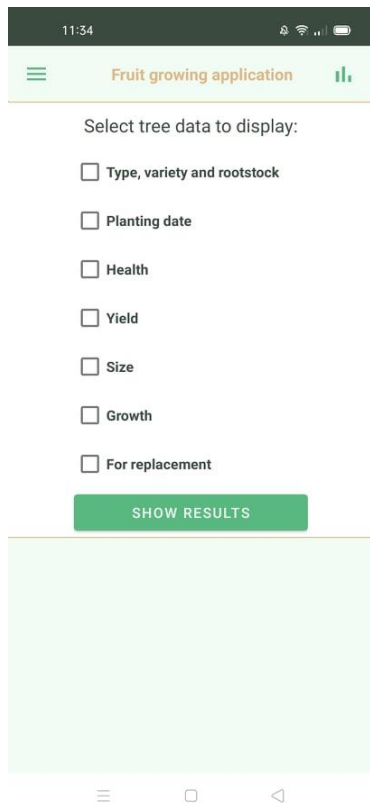 11:34
Fruit growing application
Select tree data to display:
Type, variety and rootstock
Planting date
Health
Yield
Size
Growth
For replacement
SHOW RESULTS